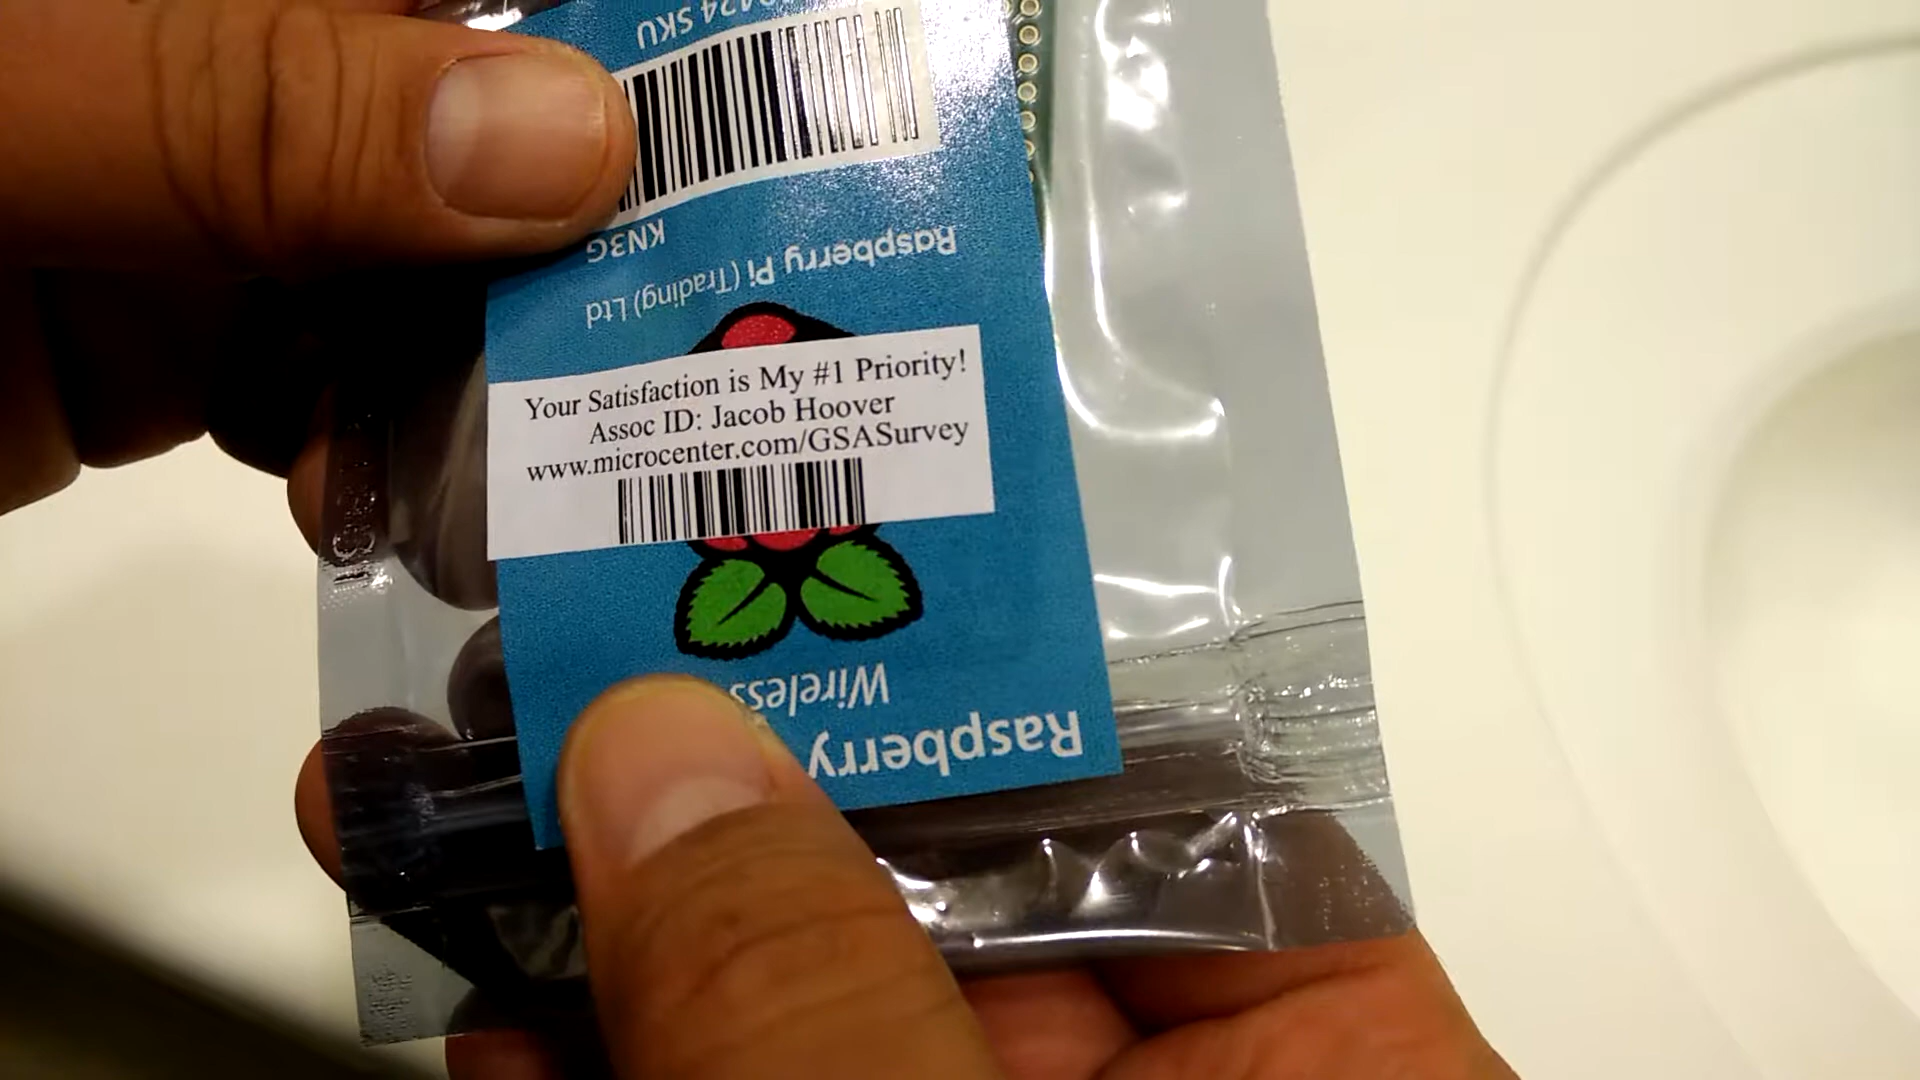 Your Satisfaction is My #1 Priority!
Assoc ID: Jacob Hoover
www.microcenter.com/GSASurvey
Raspberry
Wireless
Raspberry Pi (Trading) Ltd
KN3G
SKU